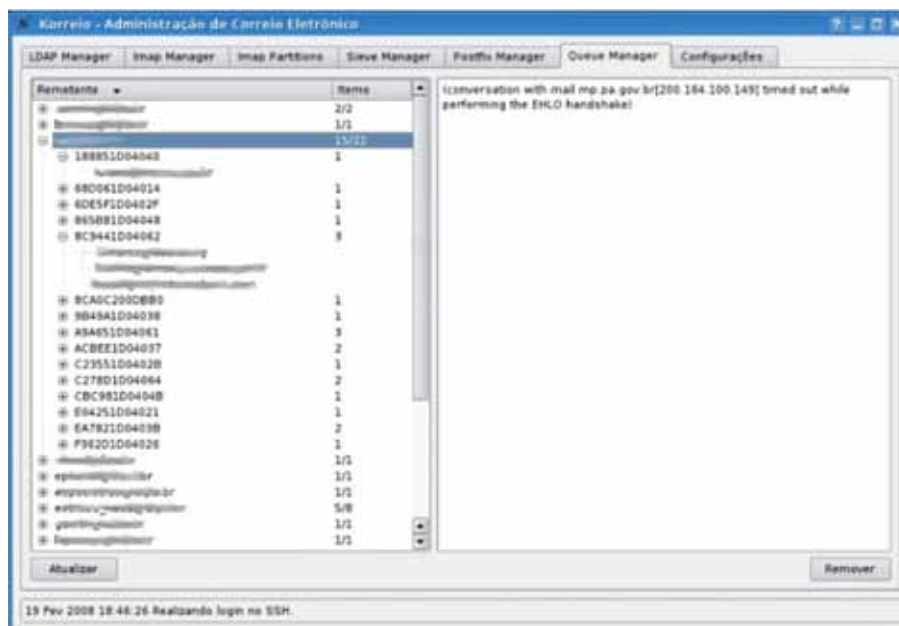 Korreio - Administração de Correio Eletrônico
LDAP Manager Imap Manager Imap Partitions Sieve Manager Postfix Manager Queue Manager Configurações
Remetente Items
2/2
1/1
15/22
188851D04048 1
68D061D04014 1
6DE5F1D0402F 1
865B81D04048 1
8C9441D04062 3
8CA0C200DBB0 1
9B49A1D04038 1
A9A651D04061 3
ACBEE1D04037 2
C23551D0402B 1
C278D1D04064 2
CBC981D0404B 1
E04251D04021 1
EA7821D0403B 2
F962D1D04026 1
1/1
1/1
1/1
5/8
1/1
1/1
(conversation with mail.mp.pa.gov.br[200.164.100.149] timed out while
performing the EHLO handshake)
Atualizar Remover
19 Fev 2008 18:46:26 Realizando login no SSH.